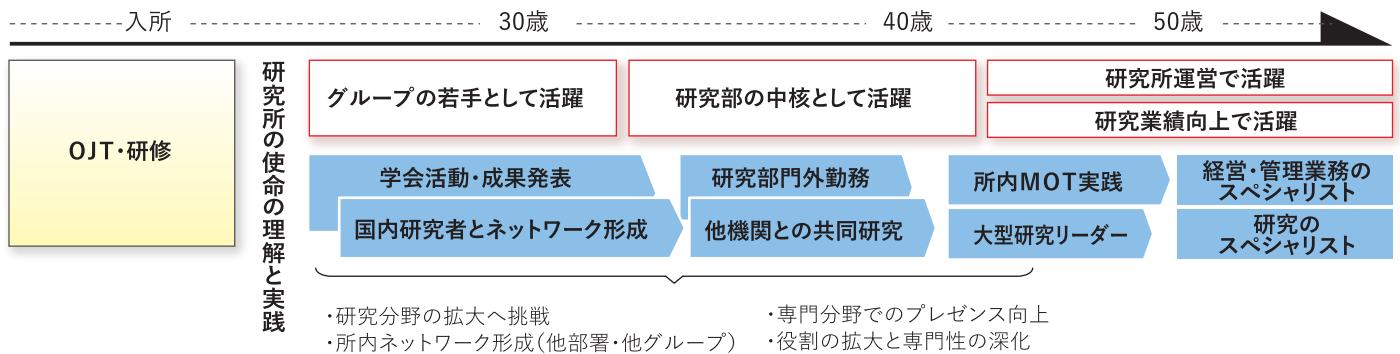 入所
30歳
40歳
50歳
OJT・研修
研究所の使命の理解と実践
グループの若手として活躍
研究部の中核として活躍
研究所運営で活躍
研究業績向上で活躍
学会活動・成果発表
国内研究者とネットワーク形成
研究部門外勤務
他機関との共同研究
所内MOT実践
大型研究リーダー
経営・管理業務の
スペシャリスト
研究の
スペシャリスト
・研究分野の拡大へ挑戦
・所内ネットワーク形成（他部署・他グループ）
・専門分野でのプレゼンス向上
・役割の拡大と専門性の深化